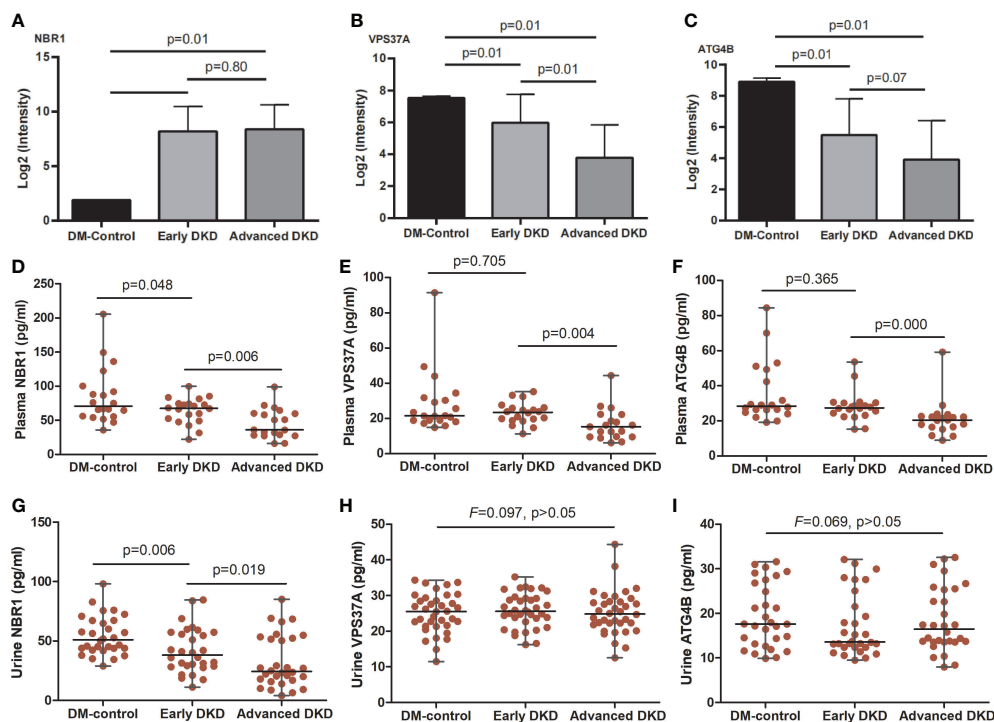 A
NBR1
p=0.01
p=0.80
Log2 (Intensity)
15
10
5
0
DM-Control Early DKD Advanced DKD
B
VPS37A
p=0.01
p=0.01
p=0.01
Log2 (Intensity)
10
8
6
4
2
0
DM-Control Early DKD Advanced DKD
C
ATG4B
p=0.01
p=0.01
p=0.07
Log2 (Intensity)
10
8
6
4
2
0
DM-Control Early DKD Advanced DKD
D
p=0.048
p=0.006
Plasma NBR1 (pg/ml)
250
200
150
100
50
0
DM-control Early DKD Advanced DKD
E
p=0.705
p=0.004
Plasma VPS37A (pg/ml)
100
80
60
40
20
0
DM-control Early DKD Advanced DKD
F
p=0.365
p=0.000
Plasma ATG4B (pg/ml)
100
80
60
40
20
0
DM-control Early DKD Advanced DKD
G
p=0.006
p=0.019
Urine NBR1 (pg/ml)
150
100
50
0
DM-control Early DKD Advanced DKD
H
F=0.097, p>0.05
Urine VPS37A (pg/ml)
50
40
30
20
10
0
DM-control Early DKD Advanced DKD
I
F=0.069, p>0.05
Urine ATG4B (pg/ml)
40
30
20
10
0
DM-control Early DKD Advanced DKD